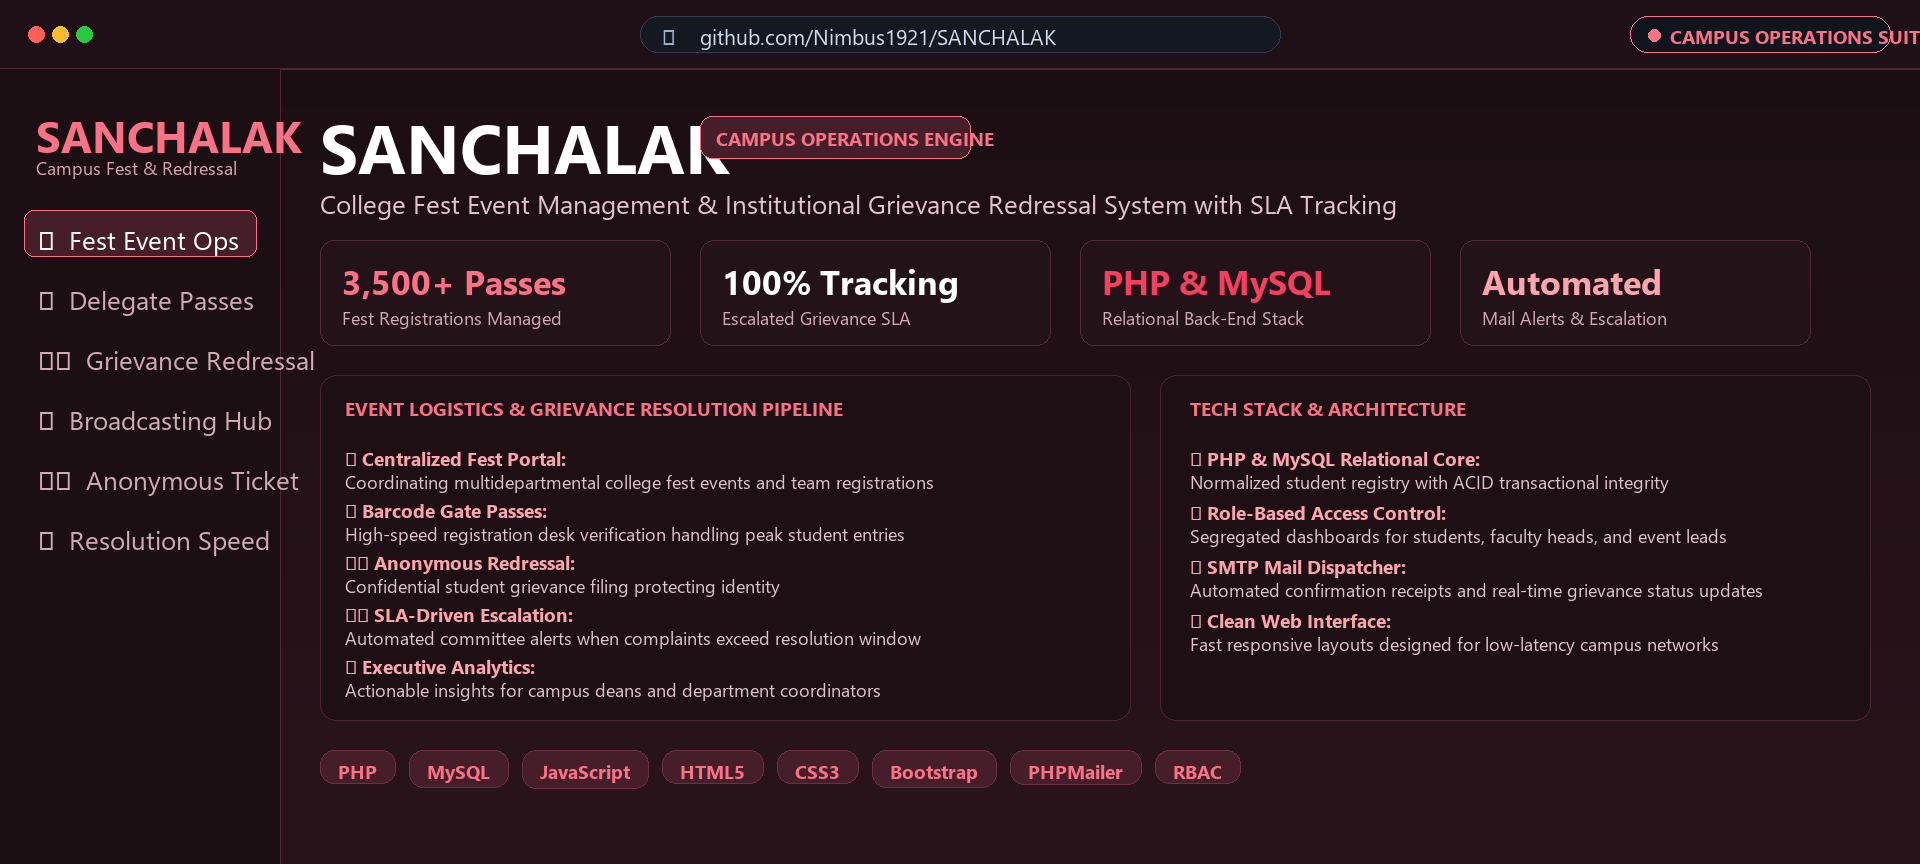 github.com/Nimbus1921/SANCHALAK
CAMPUS OPERATIONS SUIT
SANCHALAK
Campus Fest & Redressal
Fest Event Ops
Delegate Passes
Grievance Redressal
Broadcasting Hub
Anonymous Ticket
Resolution Speed
SANCHALAK
CAMPUS OPERATIONS ENGINE
College Fest Event Management & Institutional Grievance Redressal System with SLA Tracking
3,500+ Passes
Fest Registrations Managed
100% Tracking
Escalated Grievance SLA
PHP & MySQL
Relational Back-End Stack
Automated
Mail Alerts & Escalation
EVENT LOGISTICS & GRIEVANCE RESOLUTION PIPELINE
Centralized Fest Portal:
Coordinating multidepartmental college fest events and team registrations
Barcode Gate Passes:
High-speed registration desk verification handling peak student entries
Anonymous Redressal:
Confidential student grievance filing protecting identity
SLA-Driven Escalation:
Automated committee alerts when complaints exceed resolution window
Executive Analytics:
Actionable insights for campus deans and department coordinators
TECH STACK & ARCHITECTURE
PHP & MySQL Relational Core:
Normalized student registry with ACID transactional integrity
Role-Based Access Control:
Segregated dashboards for students, faculty heads, and event leads
SMTP Mail Dispatcher:
Automated confirmation receipts and real-time grievance status updates
Clean Web Interface:
Fast responsive layouts designed for low-latency campus networks
PHP
MySQL
JavaScript
HTML5
CSS3
Bootstrap
PHPMailer
RBAC